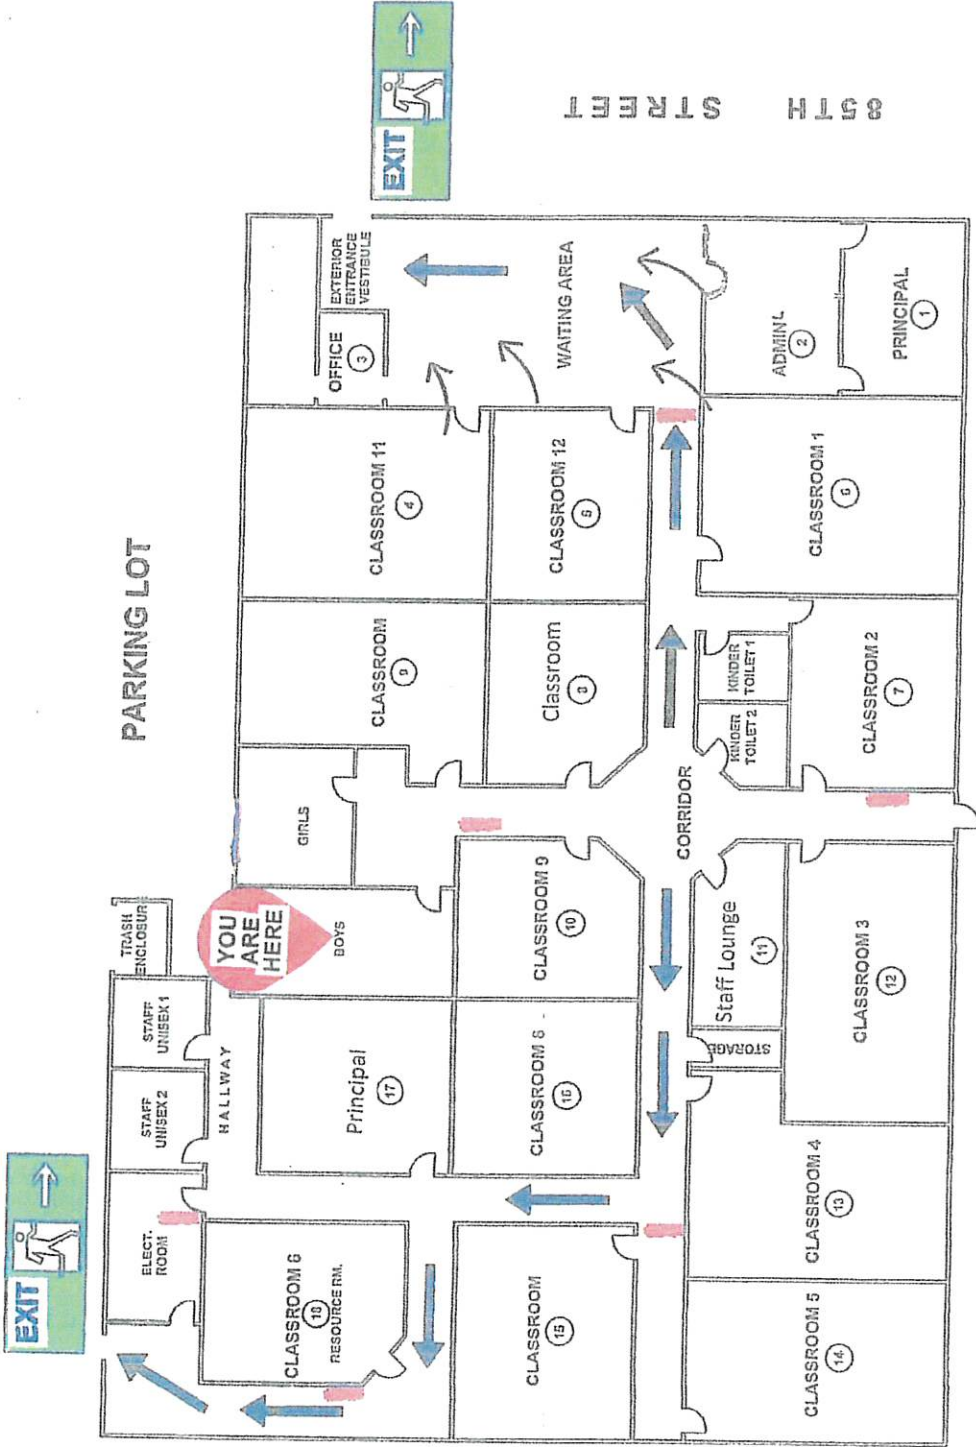 EXIT
EXIT
PARKING LOT
85TH STREET
TRASH
ENCLOSUR
STAFF
UNISEX 1
STAFF
UNISEX 2
ELECT.
ROOM
HALLWAY
YOU
ARE
HERE
BOYS
GIRLS
CLASSROOM
9
CLASSROOM 11
4
OFFICE
3
EXTERIOR
ENTRANCE
VESTIBULE
CLASSROOM 6
18
RESOURCE RM.
Principal
17
CLASSROOM
15
CLASSROOM 8
16
CLASSROOM 9
10
Classroom
8
CLASSROOM 12
5
WAITING AREA
CORRIDOR
STORAGE
Staff Lounge
11
KINDER
TOILET 2
KINDER
TOILET 1
CLASSROOM 5
14
CLASSROOM 4
13
CLASSROOM 3
12
CLASSROOM 2
7
CLASSROOM 1
6
ADMIN\
2
PRINCIPAL
1